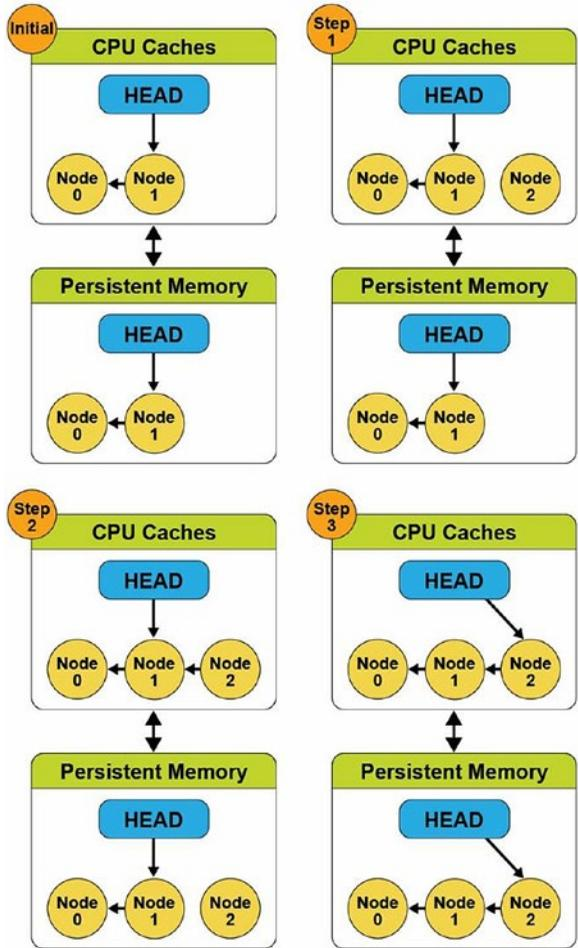 Initial
CPU Caches
HEAD
Node
0
Node
1
Persistent Memory
HEAD
Node
0
Node
1
Step
1
CPU Caches
HEAD
Node
0
Node
1
Node
2
Persistent Memory
HEAD
Node
0
Node
1
Step
2
CPU Caches
HEAD
Node
0
Node
1
Node
2
Persistent Memory
HEAD
Node
0
Node
1
Node
2
Step
3
CPU Caches
HEAD
Node
0
Node
1
Node
2
Persistent Memory
HEAD
Node
0
Node
1
Node
2